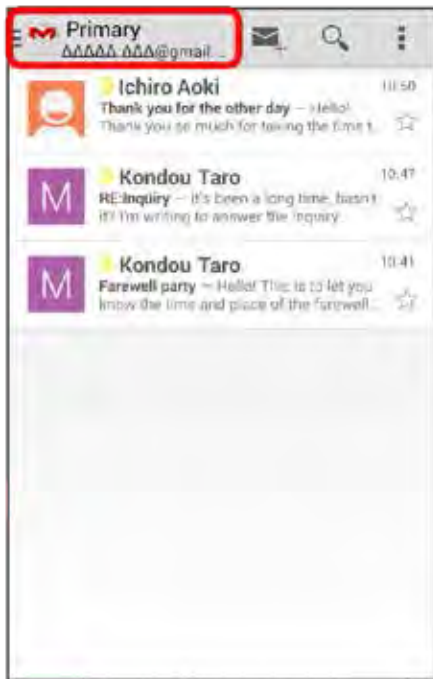 Primary
ΔΔΔΔΔ.ΔΔΔ@gmail...
Ichiro Aoki
10:50
Thank you for the other day – Hello!
Thank you so much for taking the time t..
M
Kondou Taro
10:47
RE:Inquiry – It's been a long time, hasn't
it? I'm writing to answer the inquiry
M
Kondou Taro
10:41
Farewell party – Hello! This is to let you
know the time and place of the farewell...